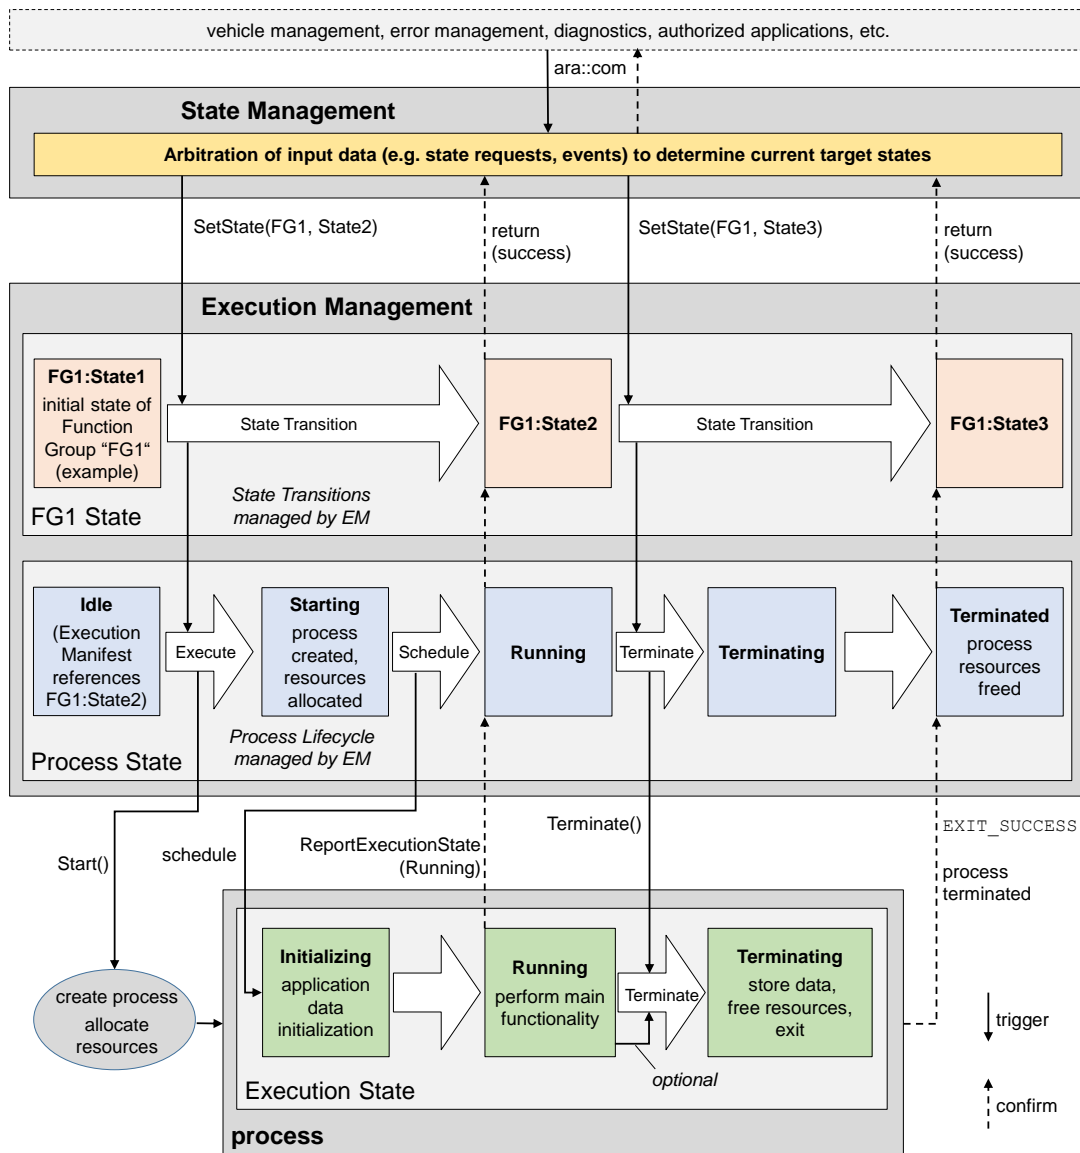 vehicle management, error management, diagnostics, authorized applications, etc.
ara::com
State Management
Arbitration of input data (e.g. state requests, events) to determine current target states
SetState(FG1, State2)
return
(success)
SetState(FG1, State3)
return
(success)
Execution Management
FG1:State1
initial state of
Function
Group “FG1“
(example)
State Transition
FG1:State2
State Transition
FG1:State3
State Transitions
managed by EM
FG1 State
Idle
(Execution
Manifest
references
FG1:State2)
Execute
Starting
process
created,
resources
allocated
Schedule
Running
Terminate
Terminating
Terminated
process
resources
freed
Process Lifecycle
managed by EM
Process State
Start()
schedule
ReportExecutionState
(Running)
Terminate()
EXIT_SUCCESS
process
terminated
Initializing
application
data
initialization
Running
perform main
functionality
Terminate
Terminating
store data,
free resources,
exit
create process
allocate
resources
optional
Execution State
process
trigger
confirm